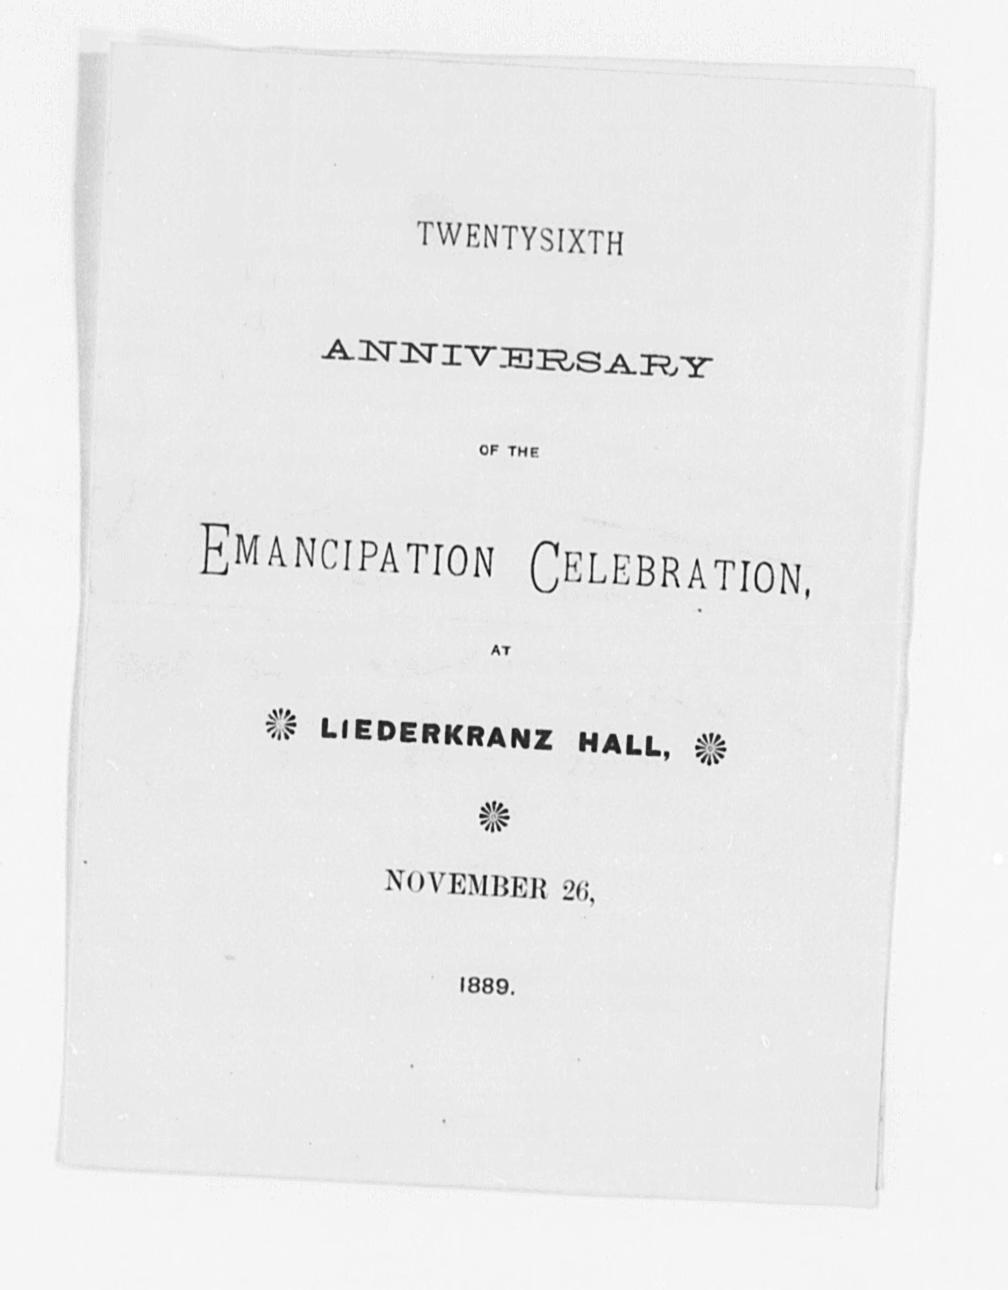 TWENTYSIXTH
ANNIVERSARY
OF THE
EMANCIPATION CELEBRATION,
AT
LIEDERKRANZ HALL,
NOVEMBER 26,
1889.